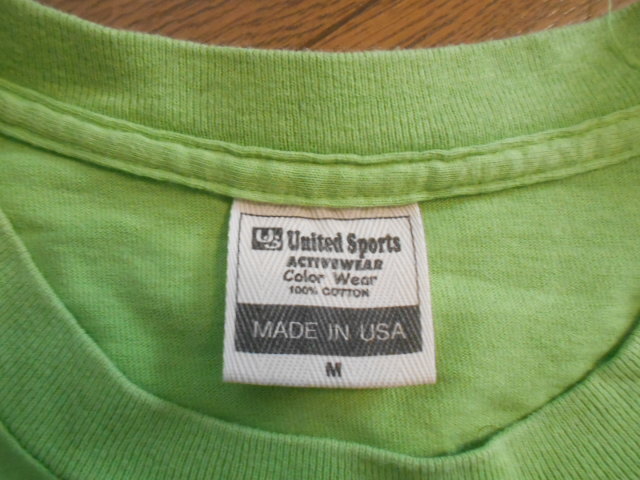 US United Sports
ACTIVEWEAR
Color Wear
100% COTTON
MADE IN USA
M